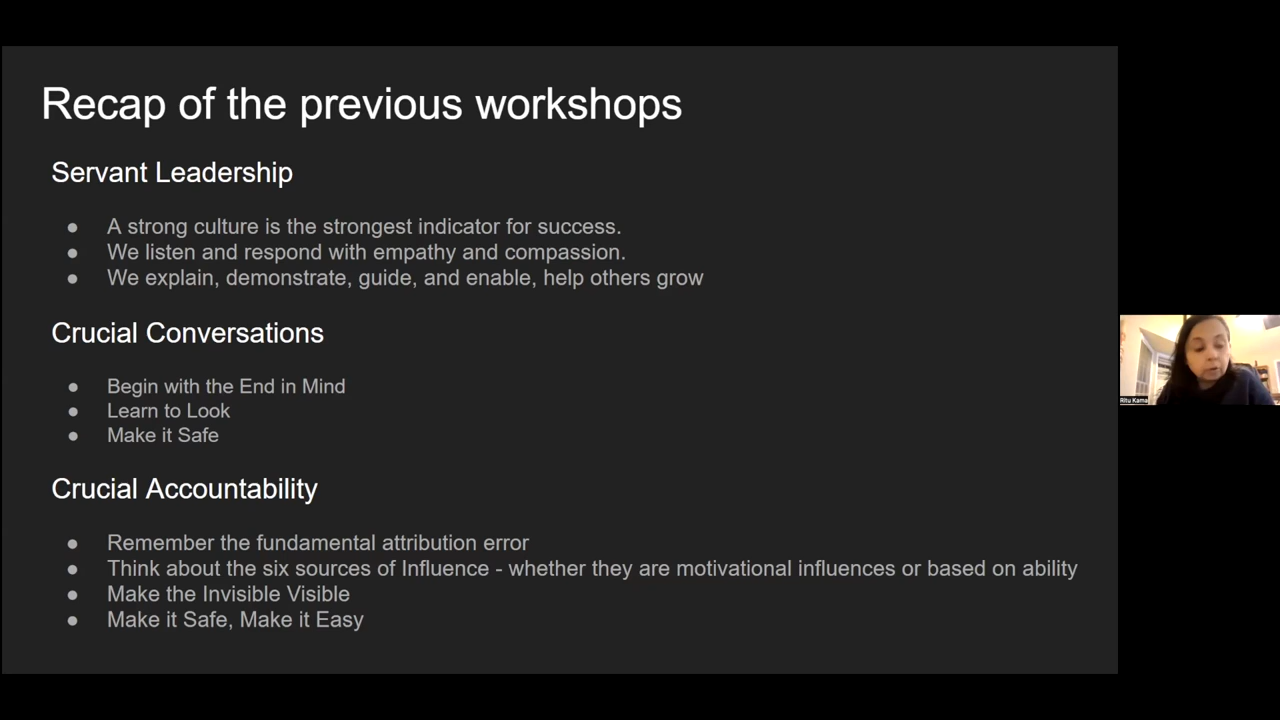 Recap of the previous workshops
Servant Leadership
● A strong culture is the strongest indicator for success.
● We listen and respond with empathy and compassion.
● We explain, demonstrate, guide, and enable, help others grow
Crucial Conversations
● Begin with the End in Mind
● Learn to Look
● Make it Safe
Crucial Accountability
● Remember the fundamental attribution error
● Think about the six sources of Influence - whether they are motivational influences or based on ability
● Make the Invisible Visible
● Make it Safe, Make it Easy
Ritu Kama